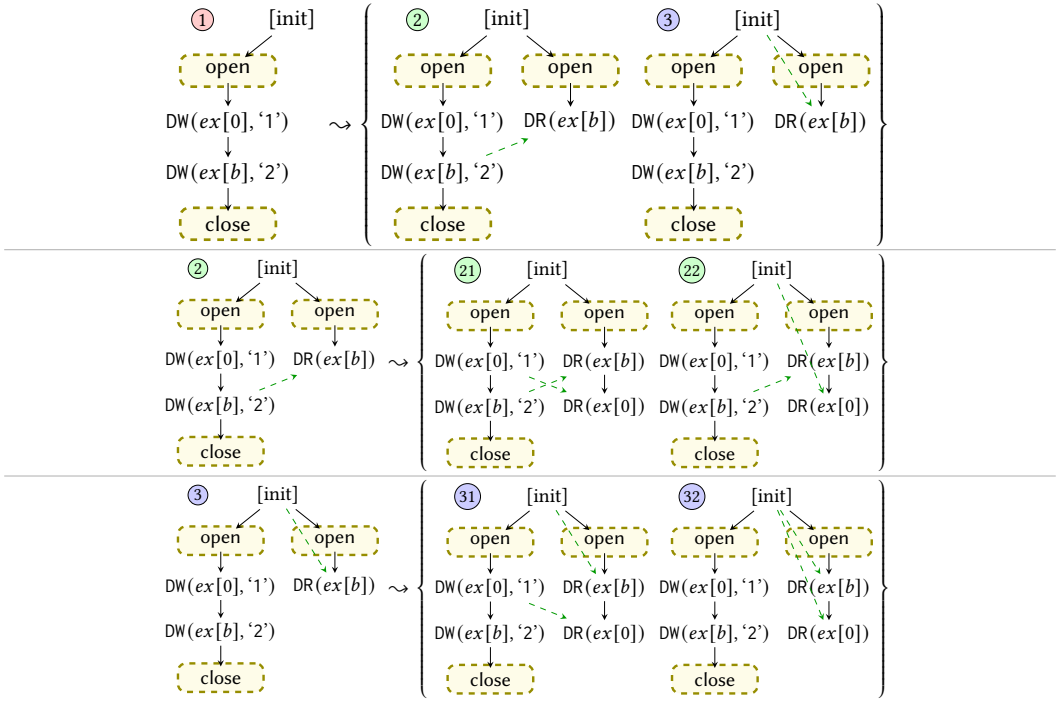 1 [init] 2 [init] 3 [init]
open open open open open
DW(ex[0], ‘1’) ⤳ DW(ex[0], ‘1’) DR(ex[b]) DW(ex[0], ‘1’) DR(ex[b])
DW(ex[b], ‘2’) DW(ex[b], ‘2’) DW(ex[b], ‘2’)
close close close
2 [init] 21 [init] 22 [init]
open open open open open open
DW(ex[0], ‘1’) DR(ex[b]) ⤳ DW(ex[0], ‘1’) DR(ex[b]) DW(ex[0], ‘1’) DR(ex[b])
DW(ex[b], ‘2’) DW(ex[b], ‘2’) DR(ex[0]) DW(ex[b], ‘2’) DR(ex[0])
close close close
3 [init] 31 [init] 32 [init]
open open open open open open
DW(ex[0], ‘1’) DR(ex[b]) ⤳ DW(ex[0], ‘1’) DR(ex[b]) DW(ex[0], ‘1’) DR(ex[b])
DW(ex[b], ‘2’) DW(ex[b], ‘2’) DR(ex[0]) DW(ex[b], ‘2’) DR(ex[0])
close close close